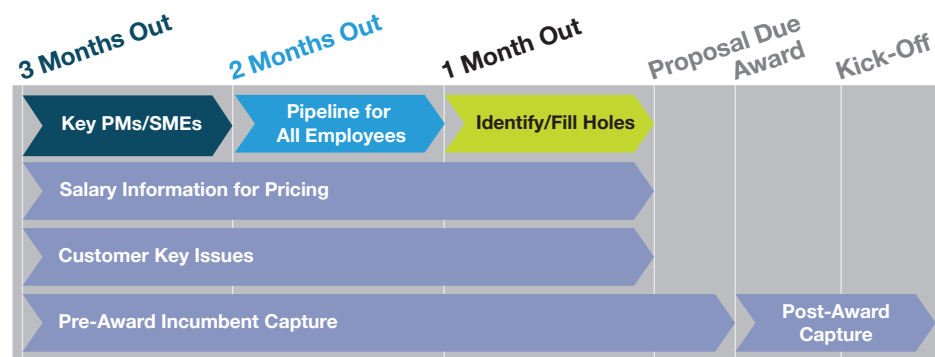 3 Months Out
2 Months Out
1 Month Out
Proposal Due
Award
Kick-Off
Key PMs/SMEs
Pipeline for
All Employees
Identify/Fill Holes
Salary Information for Pricing
Customer Key Issues
Pre-Award Incumbent Capture
Post-Award
Capture